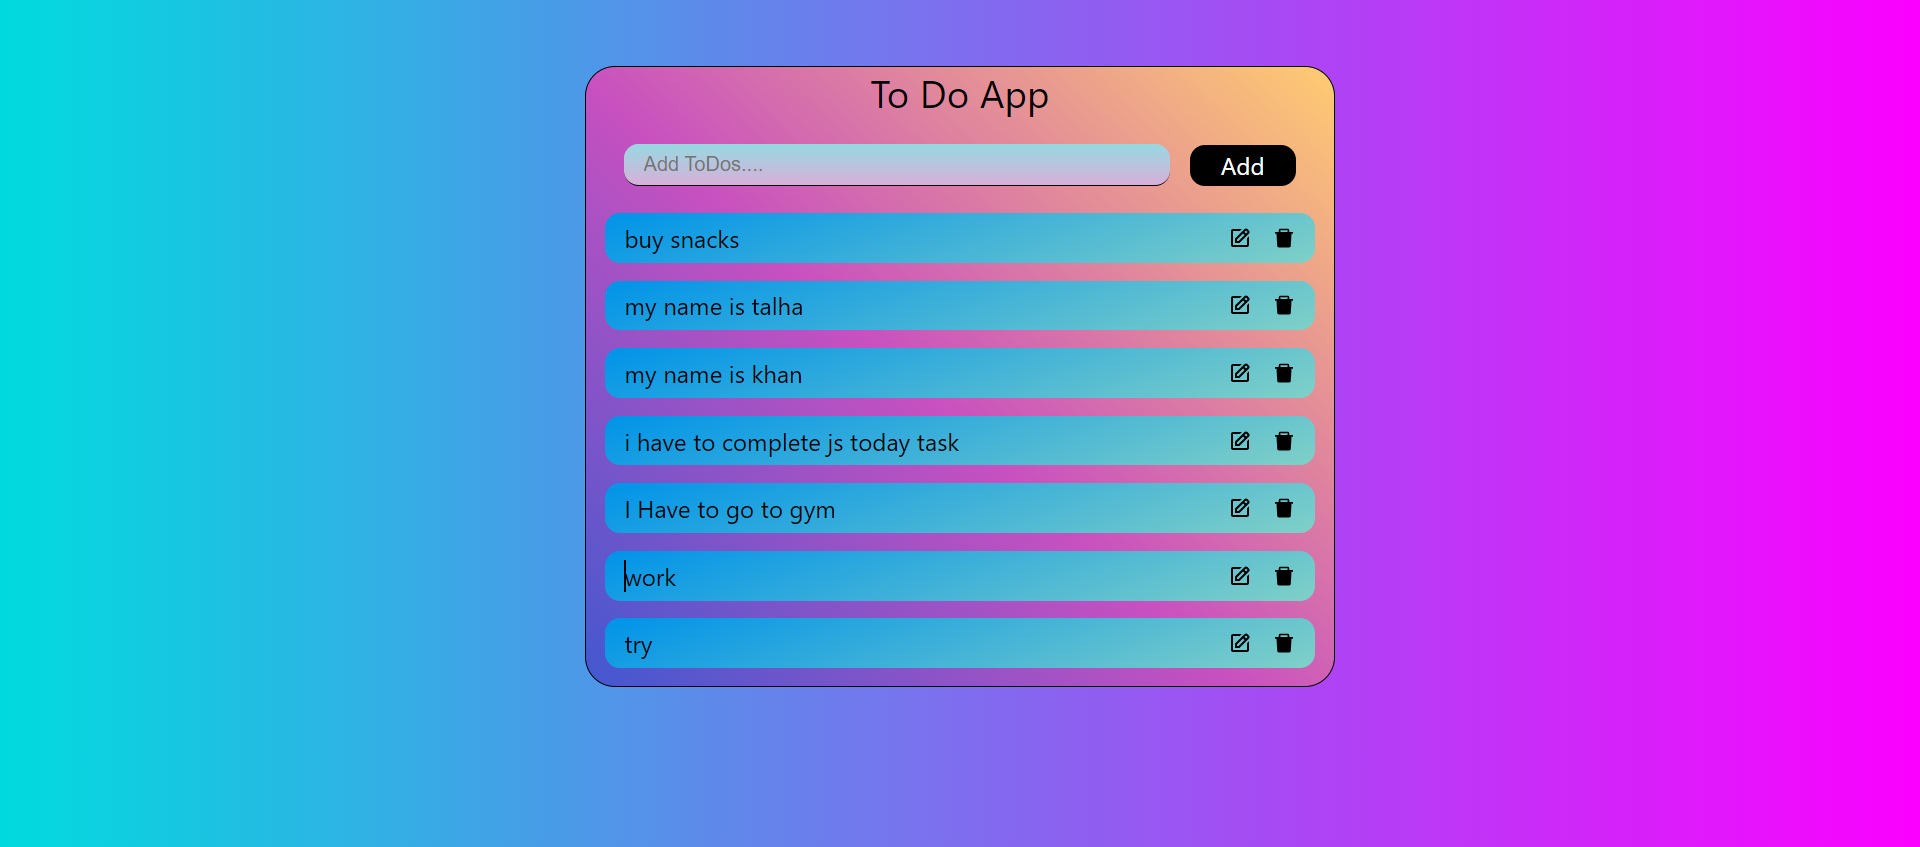 To Do App
Add ToDos....
Add
buy snacks
my name is talha
my name is khan
i have to complete js today task
I Have to go to gym
work
try